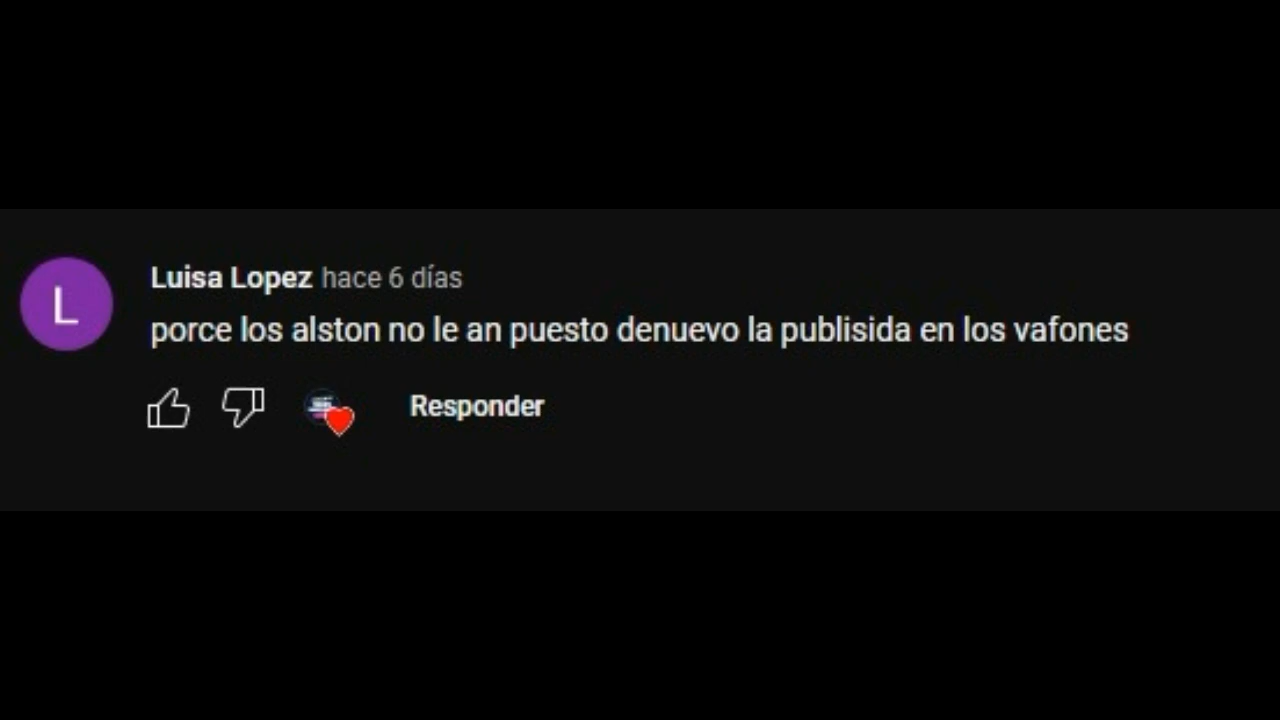 L
Luisa Lopez hace 6 días
porce los alston no le an puesto denuevo la publisida en los vafones
Responder